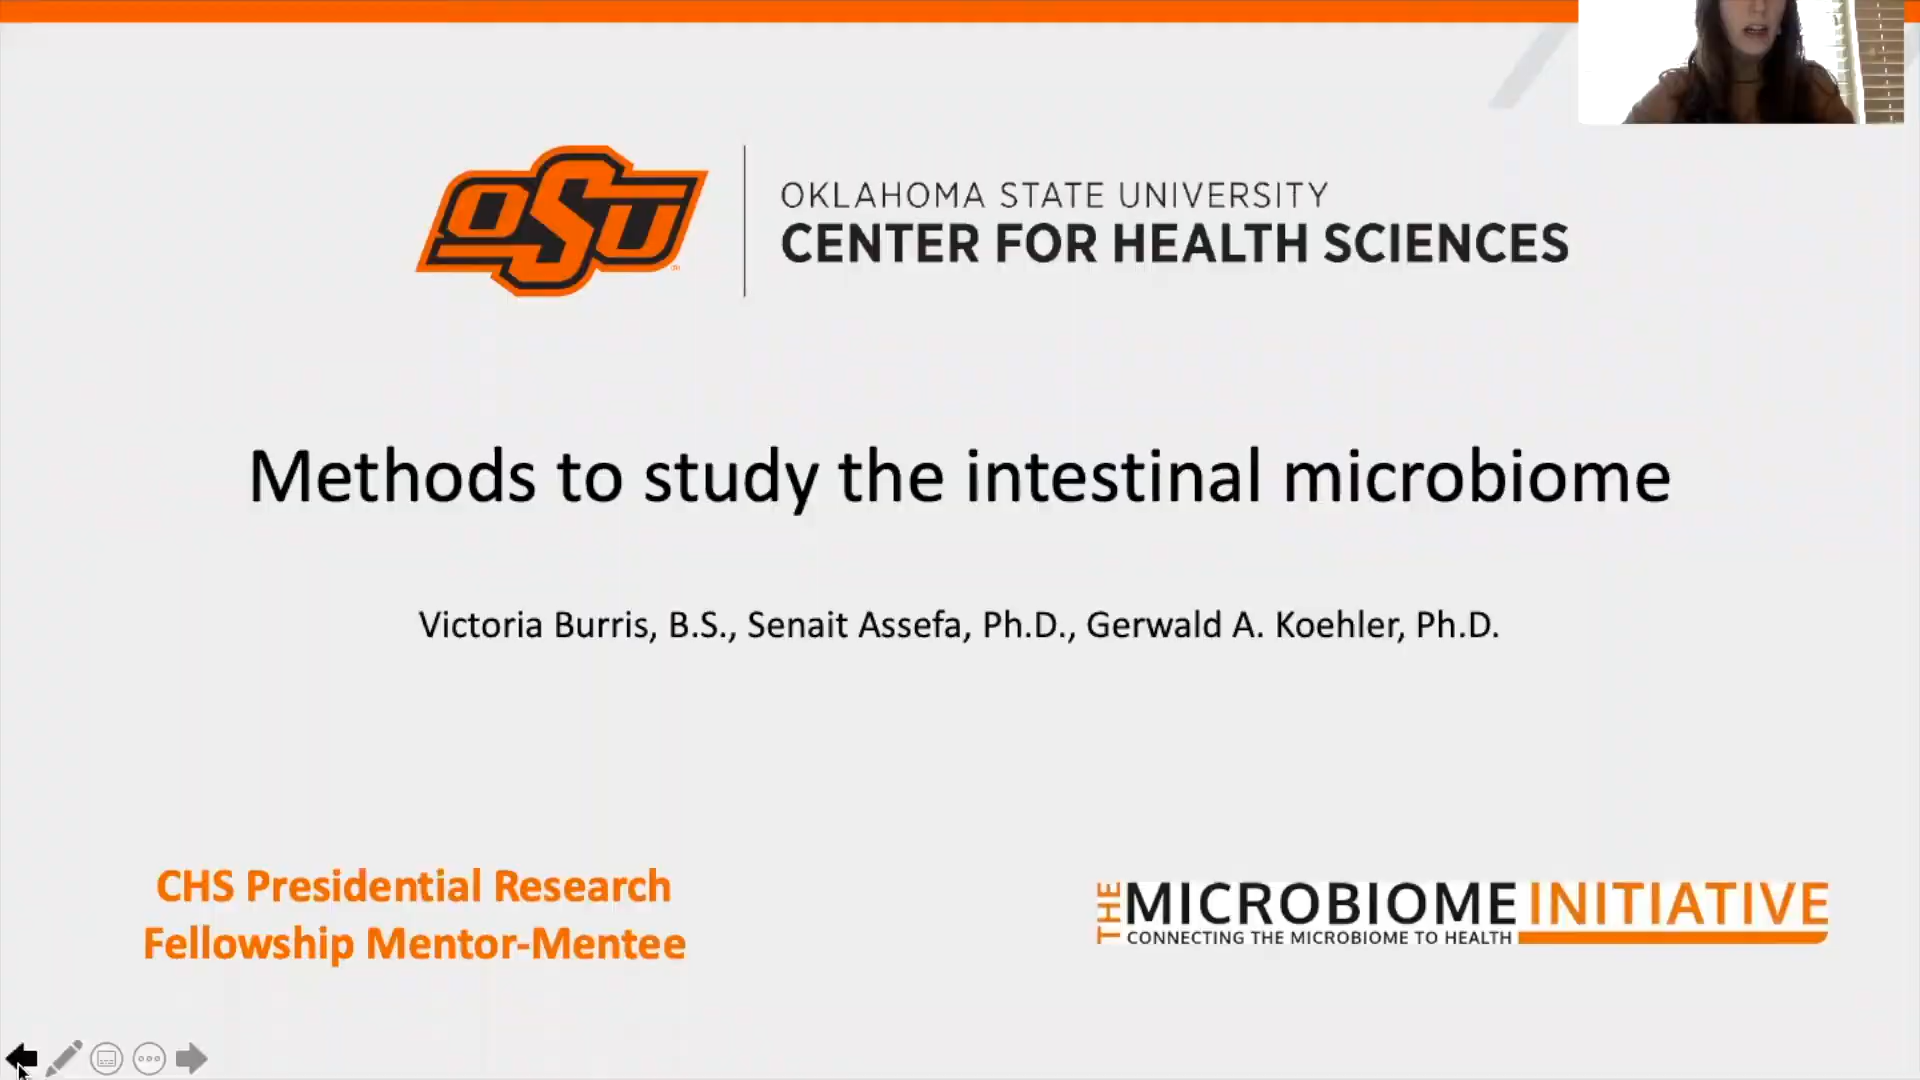 OSU
OKLAHOMA STATE UNIVERSITY
CENTER FOR HEALTH SCIENCES
Methods to study the intestinal microbiome
Victoria Burris, B.S., Senait Assefa, Ph.D., Gerwald A. Koehler, Ph.D.
CHS Presidential Research
Fellowship Mentor-Mentee
THE MICROBIOME INITIATIVE
CONNECTING THE MICROBIOME TO HEALTH